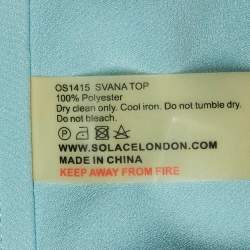 OS1415 SVANA TOP
100% Polyester
Dry clean only. Cool iron. Do not tumble dry.
Do not bleach.
WWW.SOLACELONDON.COM
MADE IN CHINA
KEEP AWAY FROM FIRE